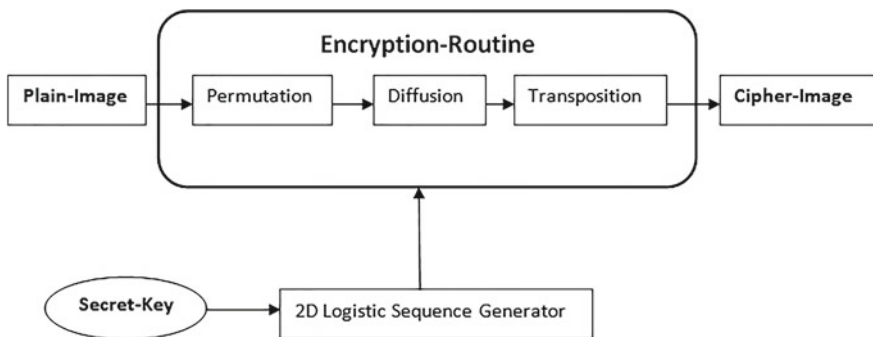 Encryption-Routine
Plain-Image
Permutation
Diffusion
Transposition
Cipher-Image
Secret-Key
2D Logistic Sequence Generator